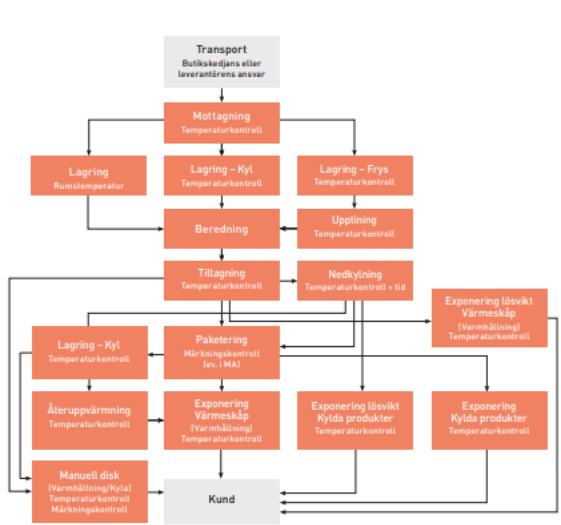 Transport
Butikskedjans eller
leverantörens ansvar
Mottagning
Temperaturkontroll
Lagring
Rumstemperatur
Lagring – Kyl
Temperaturkontroll
Lagring – Frys
Temperaturkontroll
Beredning
Upptining
Temperaturkontroll
Tillagning
Temperaturkontroll
Nedkylning
Temperaturkontroll + tid
Exponering lösvikt
Värmeskåp
(Varmhållning)
Temperaturkontroll
Lagring – Kyl
Temperaturkontroll
Paketering
Märkningskontroll
(ev. i MA)
Återuppvärmning
Temperaturkontroll
Exponering
Värmeskåp
(Varmhållning)
Temperaturkontroll
Exponering lösvikt
Kylda produkter
Temperaturkontroll
Exponering
Kylda produkter
Temperaturkontroll
Manuell disk
(Varmhållning/Kyla)
Temperaturkontroll
Märkningskontroll
Kund